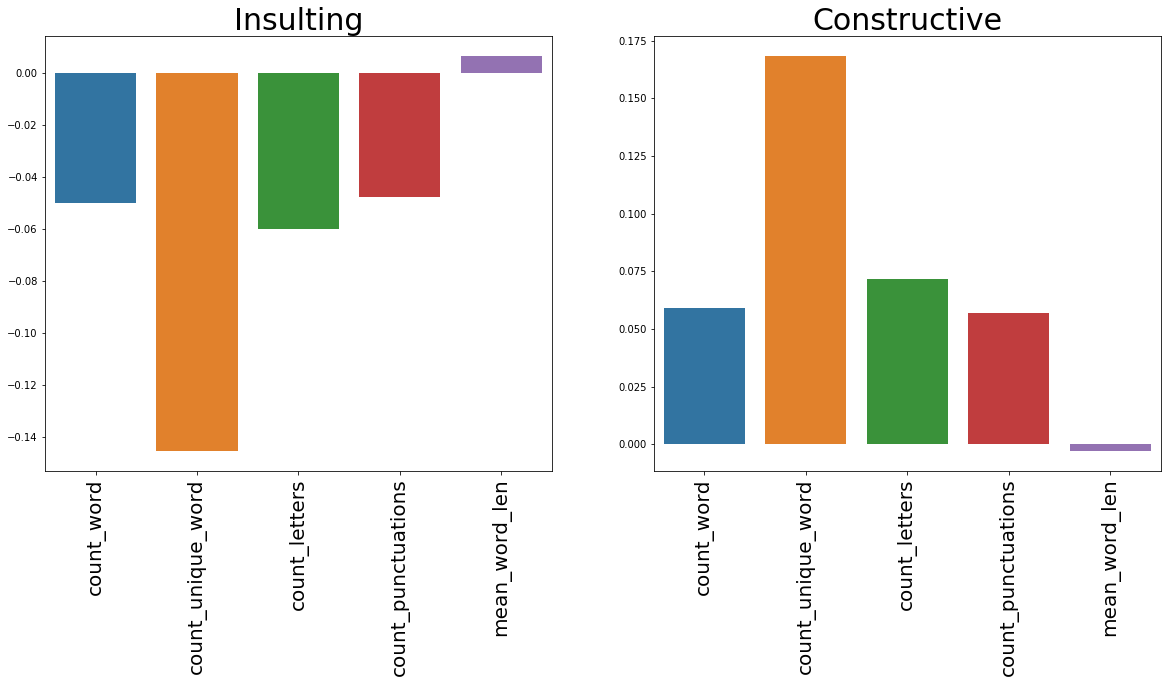 Insulting
Constructive
0.00
−0.02
−0.04
−0.06
−0.08
−0.10
−0.12
−0.14
count_word
count_unique_word
count_letters
count_punctuations
mean_word_len
0.175
0.150
0.125
0.100
0.075
0.050
0.025
0.000
count_word
count_unique_word
count_letters
count_punctuations
mean_word_len